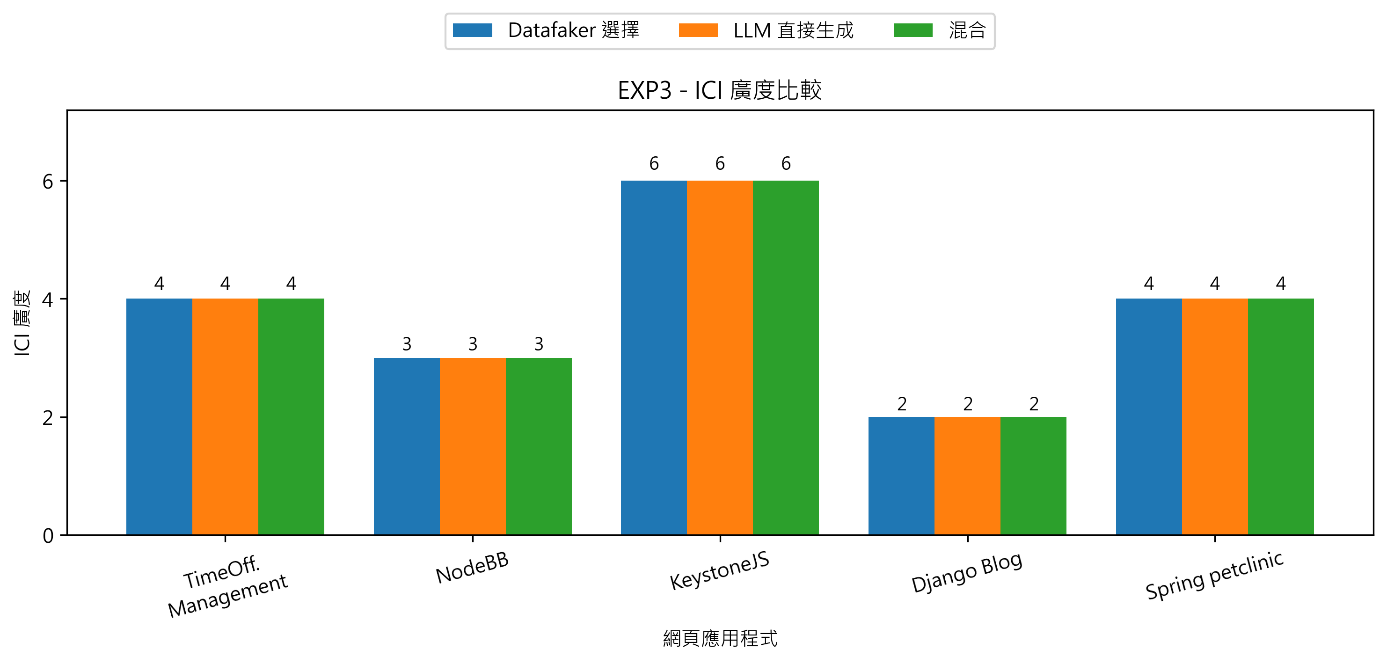 Datafaker 選擇 LLM 直接生成 混合
EXP3 - ICI 廣度比較
ICI 廣度
6
4
2
0
4 4 4
3 3 3
6 6 6
2 2 2
4 4 4
TimeOff.
Management
NodeBB
KeystoneJS
Django Blog
Spring petclinic
網頁應用程式